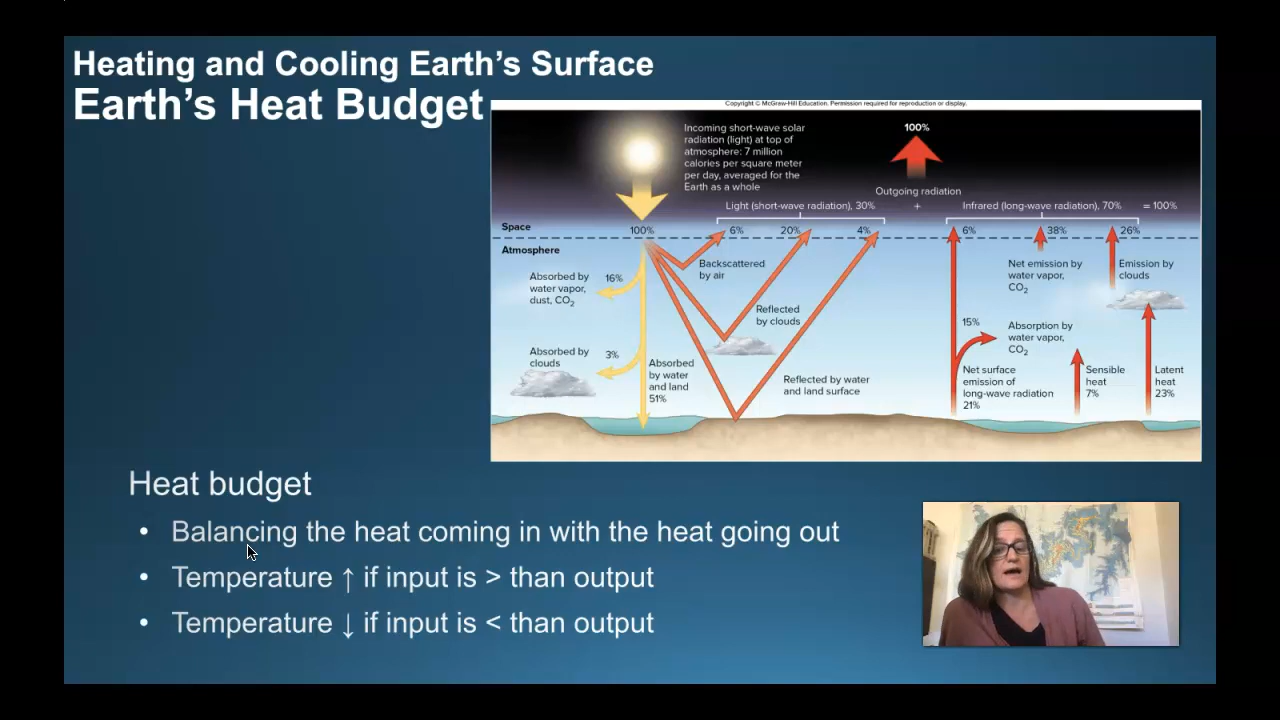 Heating and Cooling Earth's Surface
Earth's Heat Budget
Copyright © McGraw-Hill Education. Permission required for reproduction or display.
Incoming short-wave solar
radiation (light) at top of
atmosphere: 7 million
calories per square meter
per day, averaged for the
Earth as a whole
100%
Outgoing radiation
Light (short-wave radiation), 30%
+
Infrared (long-wave radiation), 70%
= 100%
Space
100%
6%
20%
4%
6%
38%
26%
Atmosphere
Absorbed by
water vapor,
dust, CO₂
16%
Backscattered
by air
Net emission by
water vapor,
CO₂
Emission by
clouds
Reflected
by clouds
15%
Absorption by
water vapor,
CO₂
Absorbed by
clouds
3%
Absorbed
by water
and land
51%
Reflected by water
and land surface
Net surface
emission of
long-wave radiation
21%
Sensible
heat
7%
Latent
heat
23%
Heat budget
• Balancing the heat coming in with the heat going out
• Temperature ↑ if input is > than output
• Temperature ↓ if input is < than output